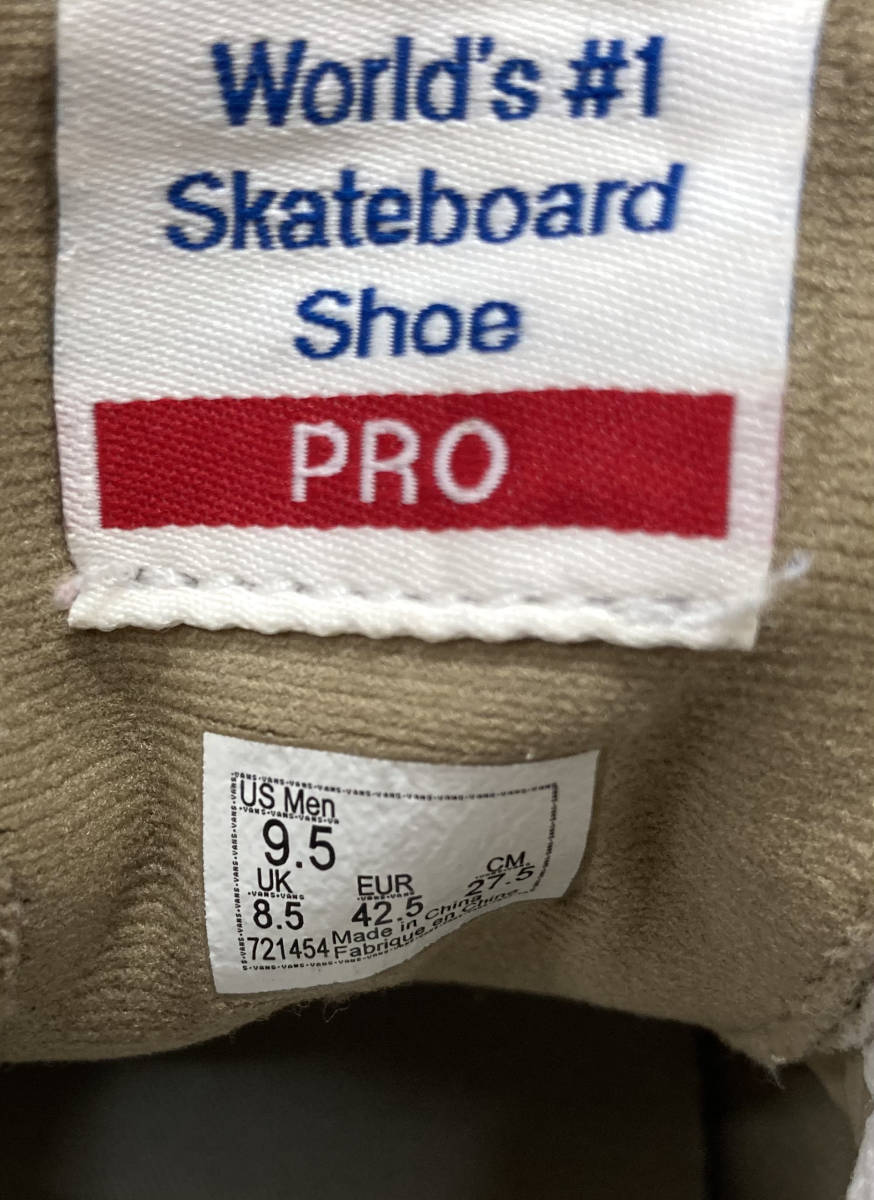 World's #1
Skateboard
Shoe
PRO
US Men
9.5
UK EUR CM
8.5 42.5 27.5
721454 Made in China
Fabrique en Chine